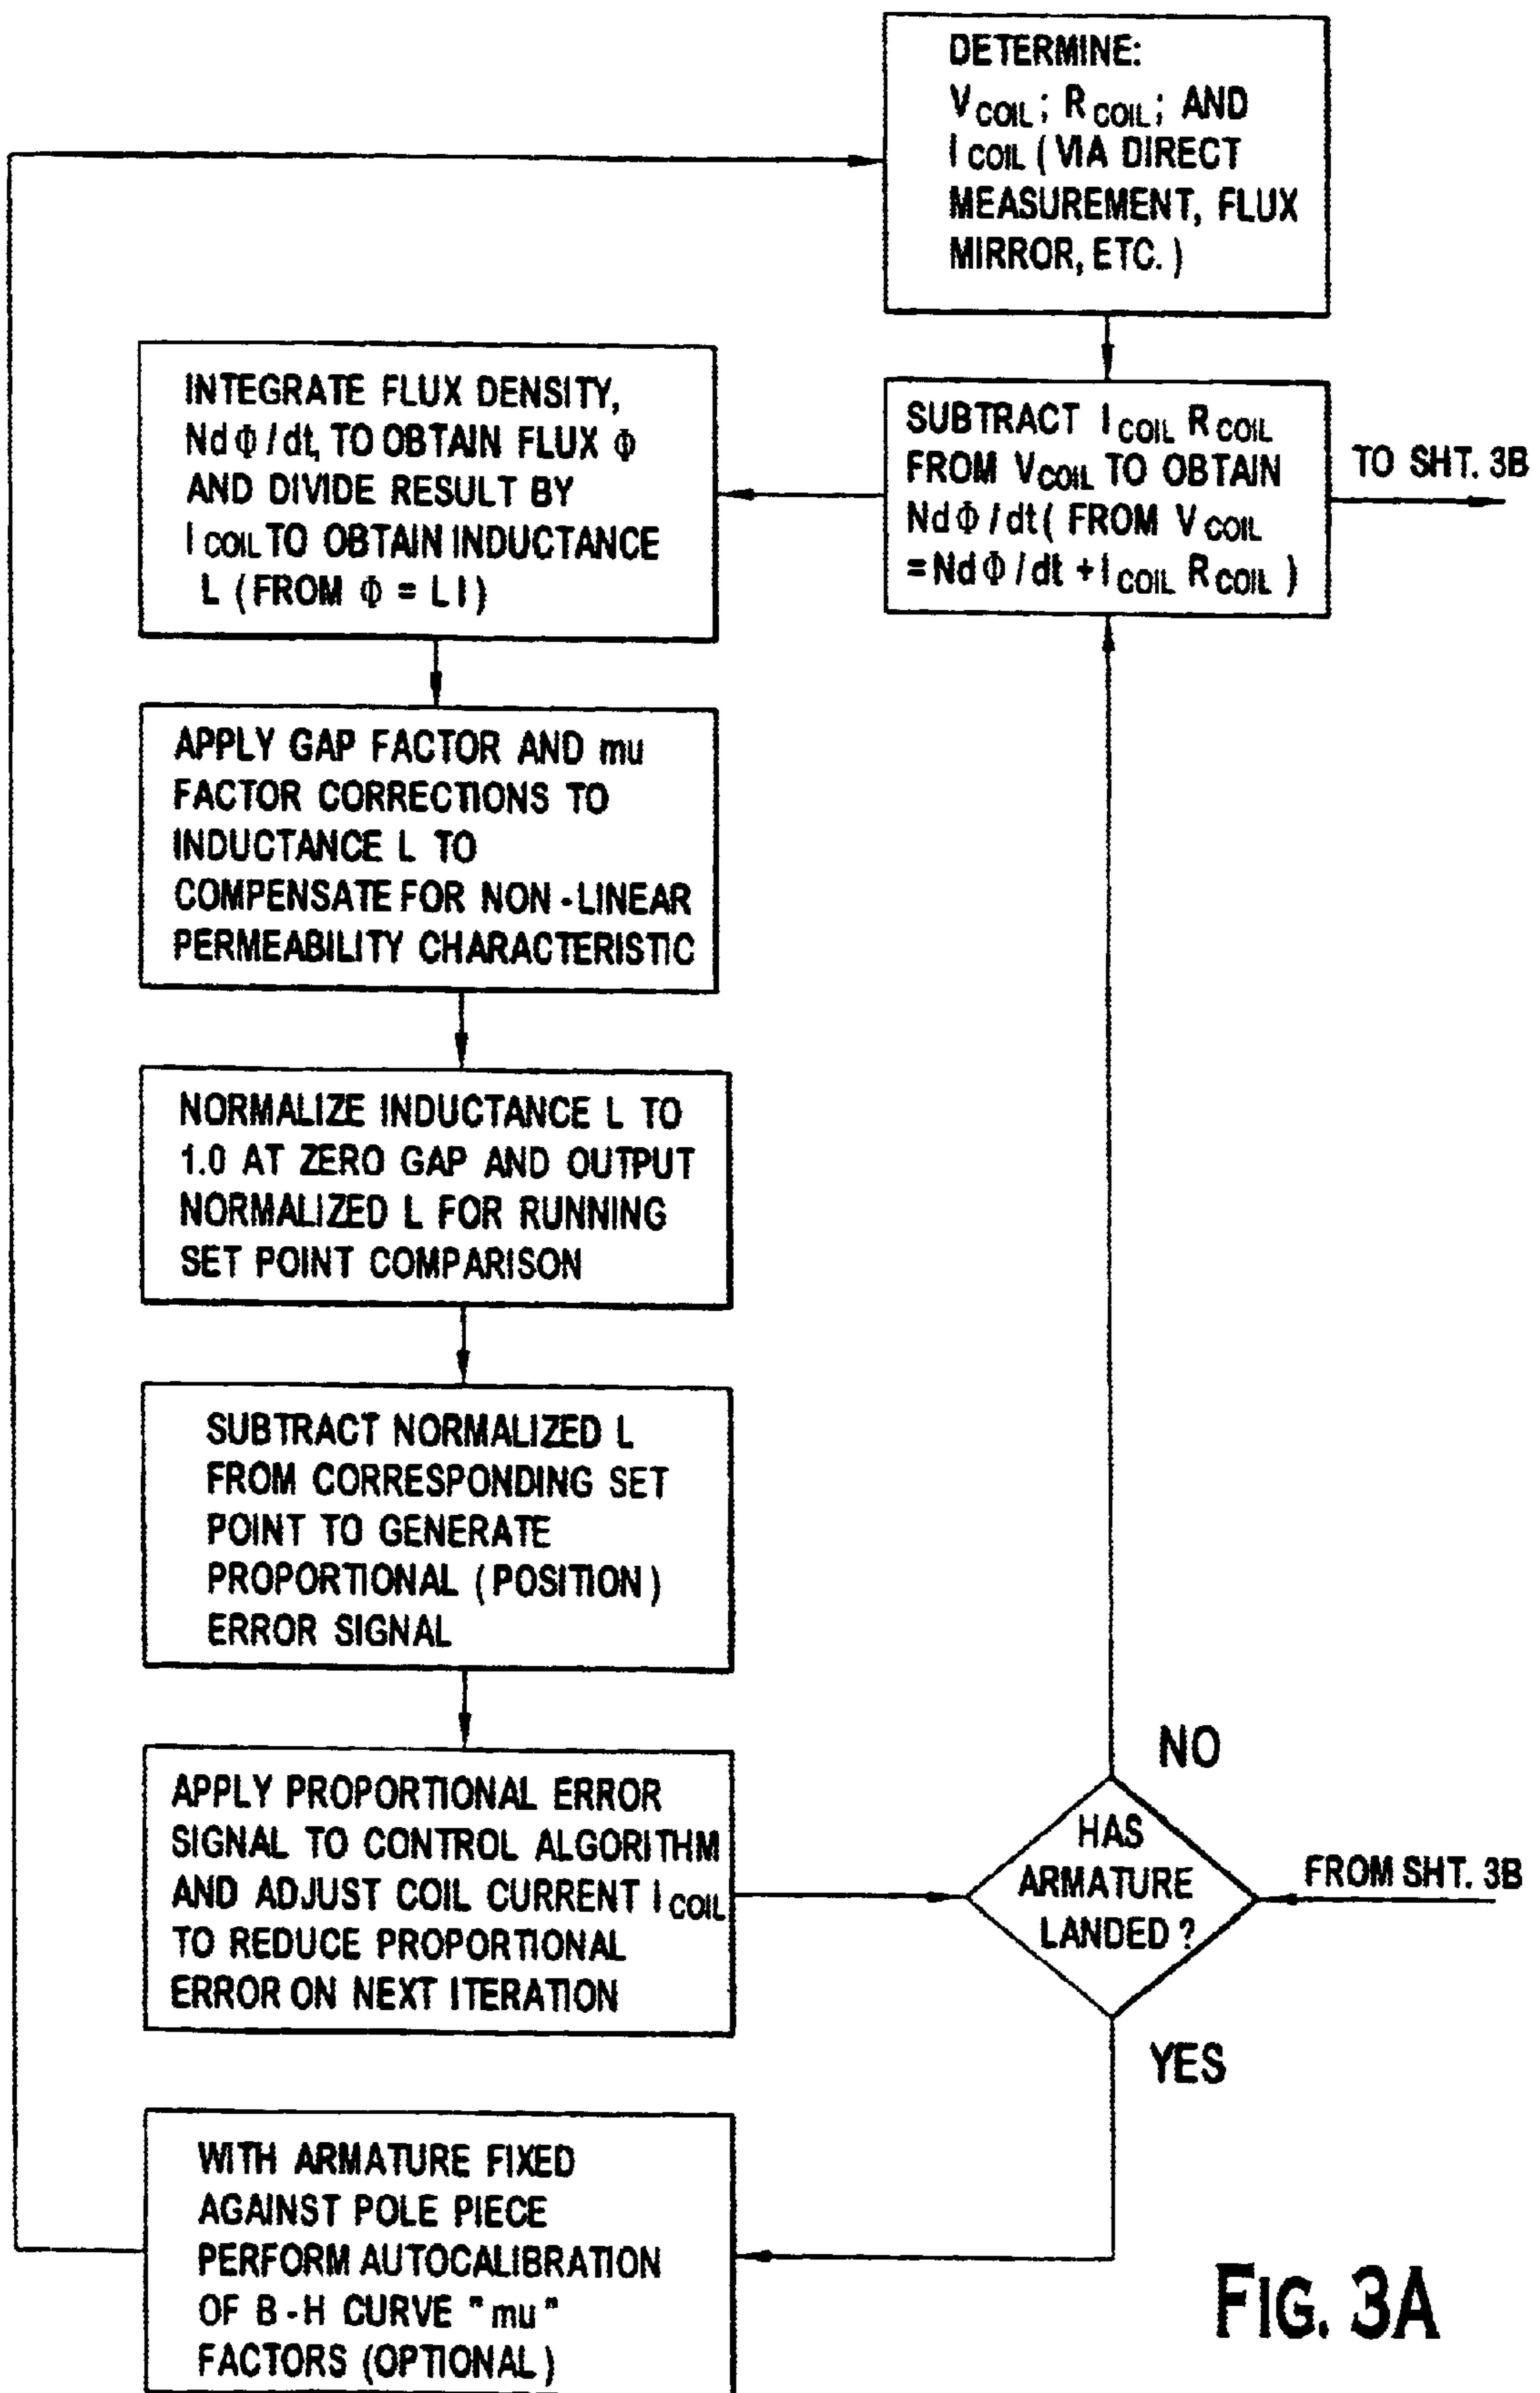 DETERMINE:
V COIL ; R COIL ; AND
I COIL ( VIA DIRECT
MEASUREMENT, FLUX
MIRROR, ETC. )
SUBTRACT I COIL R COIL
FROM V COIL TO OBTAIN
NdΦ/dt ( FROM V COIL
=NdΦ/dt +I COIL R COIL )
TO SHT. 3B
INTEGRATE FLUX DENSITY,
NdΦ/dt, TO OBTAIN FLUX Φ
AND DIVIDE RESULT BY
I COIL TO OBTAIN INDUCTANCE
L ( FROM Φ = LI )
APPLY GAP FACTOR AND mu
FACTOR CORRECTIONS TO
INDUCTANCE L TO
COMPENSATE FOR NON - LINEAR
PERMEABILITY CHARACTERISTIC
NORMALIZE INDUCTANCE L TO
1.0 AT ZERO GAP AND OUTPUT
NORMALIZED L FOR RUNNING
SET POINT COMPARISON
SUBTRACT NORMALIZED L
FROM CORRESPONDING SET
POINT TO GENERATE
PROPORTIONAL ( POSITION )
ERROR SIGNAL
APPLY PROPORTIONAL ERROR
SIGNAL TO CONTROL ALGORITHM
AND ADJUST COIL CURRENT I COIL
TO REDUCE PROPORTIONAL
ERROR ON NEXT ITERATION
NO
HAS
ARMATURE
LANDED ?
FROM SHT. 3B
YES
WITH ARMATURE FIXED
AGAINST POLE PIECE
PERFORM AUTOCALIBRATION
OF B - H CURVE "mu"
FACTORS (OPTIONAL)
FIG. 3A